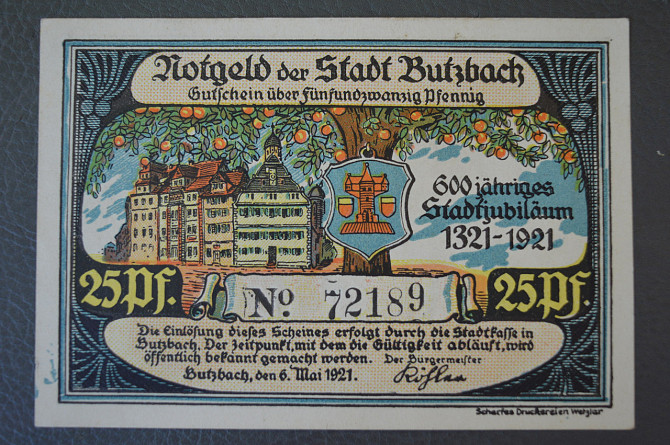 Notgeld der Stadt Butzbach
Gutschein über Fünfundzwanzig Pfennig
600 jähriges
Stadtjubiläum
1321-1921
25 Pf.
No 72189
25 Pf.
Die Einlösung dieses Scheines erfolgt durch die Stadtkasse in
Butzbach. Der Zeitpunkt, mit dem die Gültigkeit abläuft, wird
öffentlich bekannt gemacht werden. Der Bürgermeister
Butzbach, den 6. Mai 1921. Köhler
Scharfes Druckereien Wetzlar